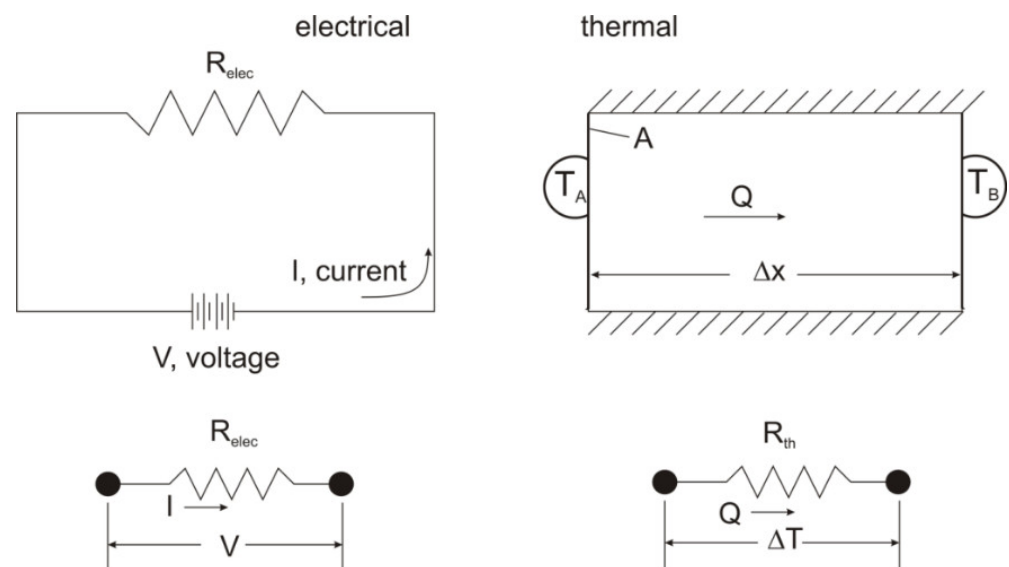 electrical
thermal
R_elec
A
T_A
T_B
Q
I, current
Δx
V, voltage
R_elec
R_th
I
Q
V
ΔT